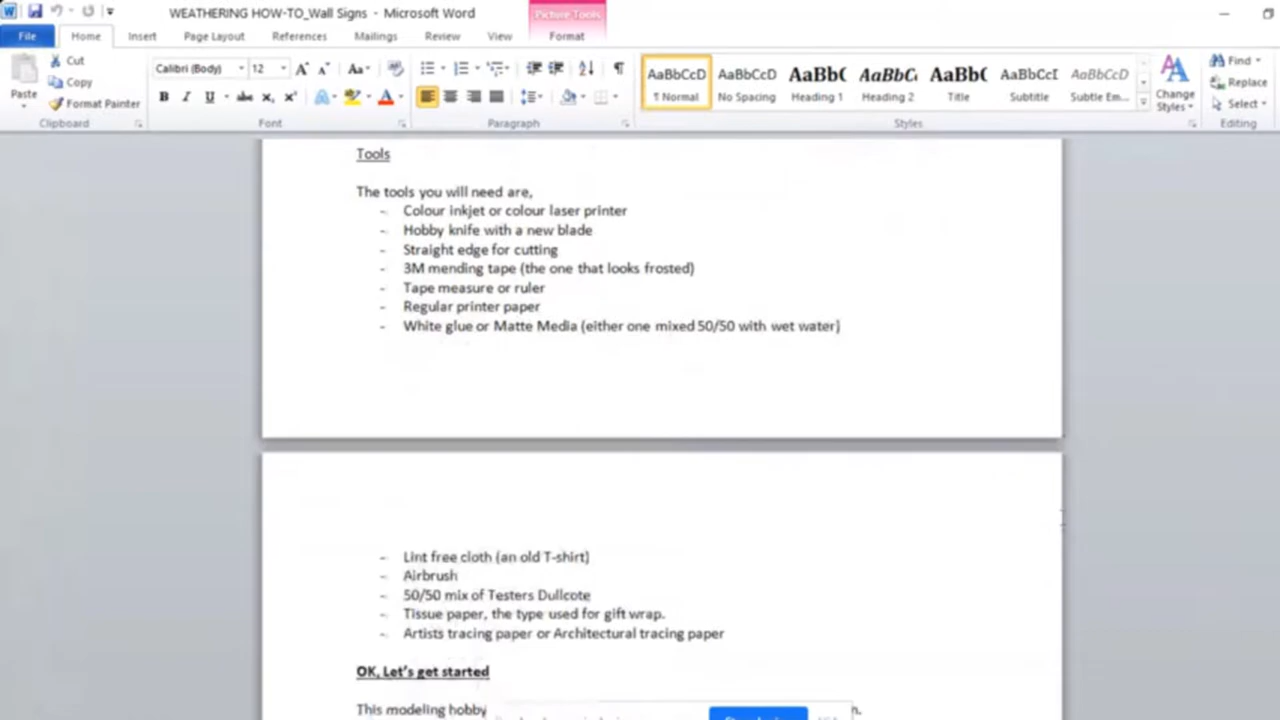 WEATHERING HOW-TO_Wall Signs - Microsoft Word
Picture Tools
File Home Insert Page Layout References Mailings Review View Format
Paste
Cut
Copy
Format Painter
Calibri (Body) 12
AaBbCcD AaBbCcD AaBbC AaBbCc AaBbC AaBbCcI AaBbCcD
¶ Normal No Spacing Heading 1 Heading 2 Title Subtitle Subtle Em...
Change Styles
Find
Replace
Select
Clipboard Font Paragraph Styles Editing
Tools
The tools you will need are,
- Colour inkjet or colour laser printer
- Hobby knife with a new blade
- Straight edge for cutting
- 3M mending tape (the one that looks frosted)
- Tape measure or ruler
- Regular printer paper
- White glue or Matte Media (either one mixed 50/50 with wet water)
- Lint free cloth (an old T-shirt)
- Airbrush
- 50/50 mix of Testers Dullcote
- Tissue paper, the type used for gift wrap.
- Artists tracing paper or Architectural tracing paper
OK, Let's get started
This modeling hobby